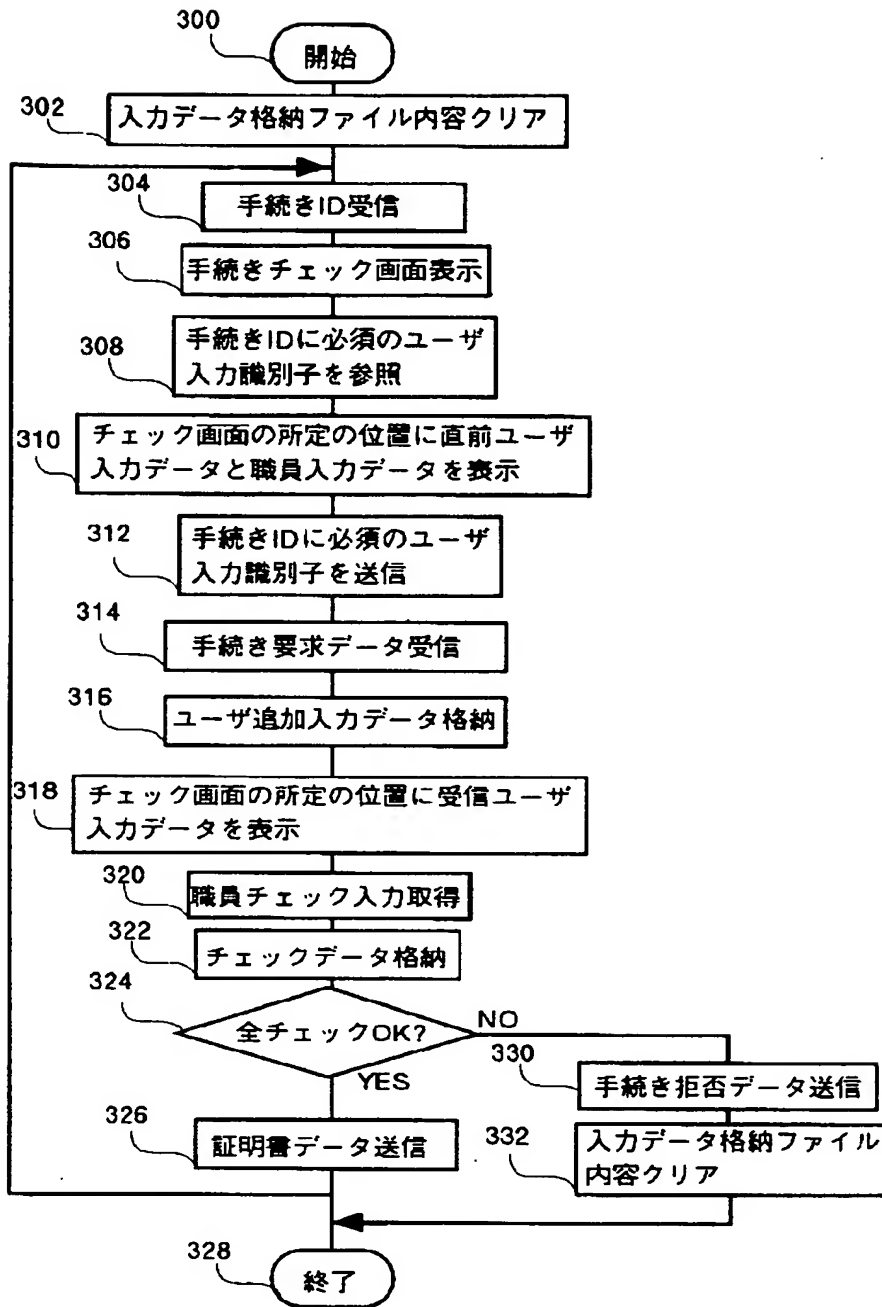 300
開始
302
入力データ格納ファイル内容クリア
304
手続きID受信
306
手続きチェック画面表示
308
手続きIDに必須のユーザ
入力識別子を参照
310
チェック画面の所定の位置に直前ユーザ
入力データと職員入力データを表示
312
手続きIDに必須のユーザ
入力識別子を送信
314
手続き要求データ受信
316
ユーザ追加入力データ格納
318
チェック画面の所定の位置に受信ユーザ
入力データを表示
320
職員チェック入力取得
322
チェックデータ格納
324
全チェックOK?
NO
YES
330
手続き拒否データ送信
326
証明書データ送信
332
入力データ格納ファイル
内容クリア
328
終了